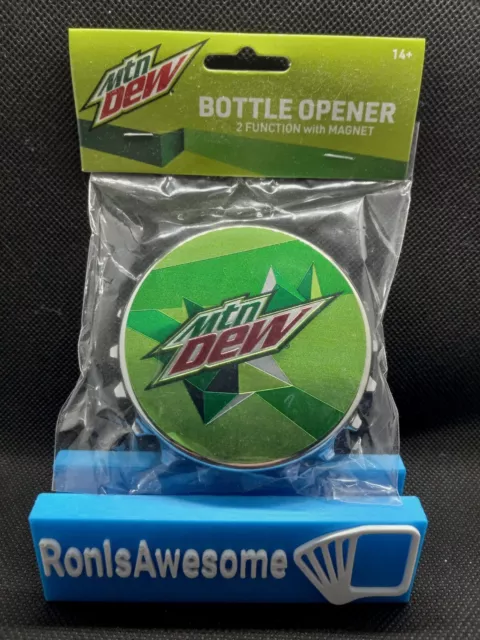 Mtn
DEW
14+
BOTTLE OPENER
2 FUNCTION with MAGNET
Mtn
DEW
RonIsAwesome